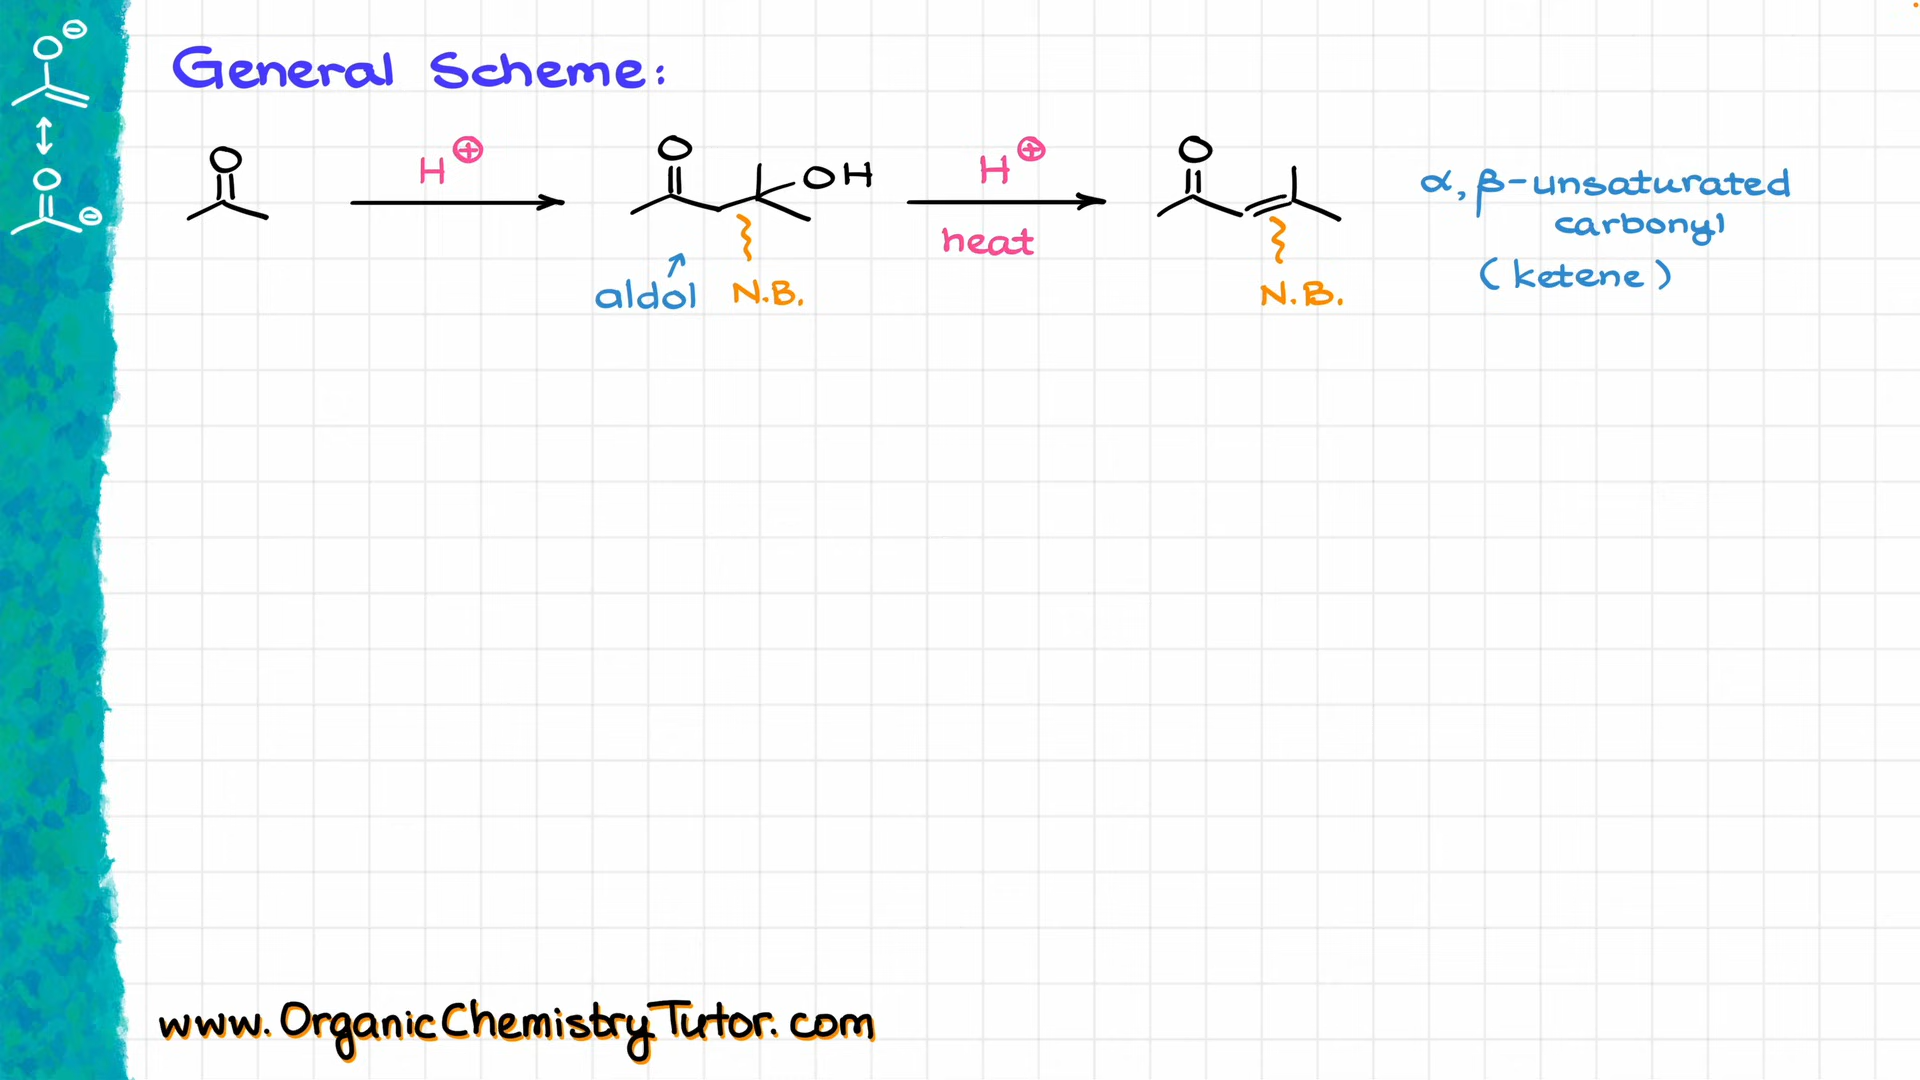 General Scheme:
O
⊖
O
O
⊖
O
H⊕
O
OH
H⊕
heat
O
α, β-unsaturated
carbonyl
(ketene)
aldol
N.B.
N.B.
www.OrganicChemistryTutor.com